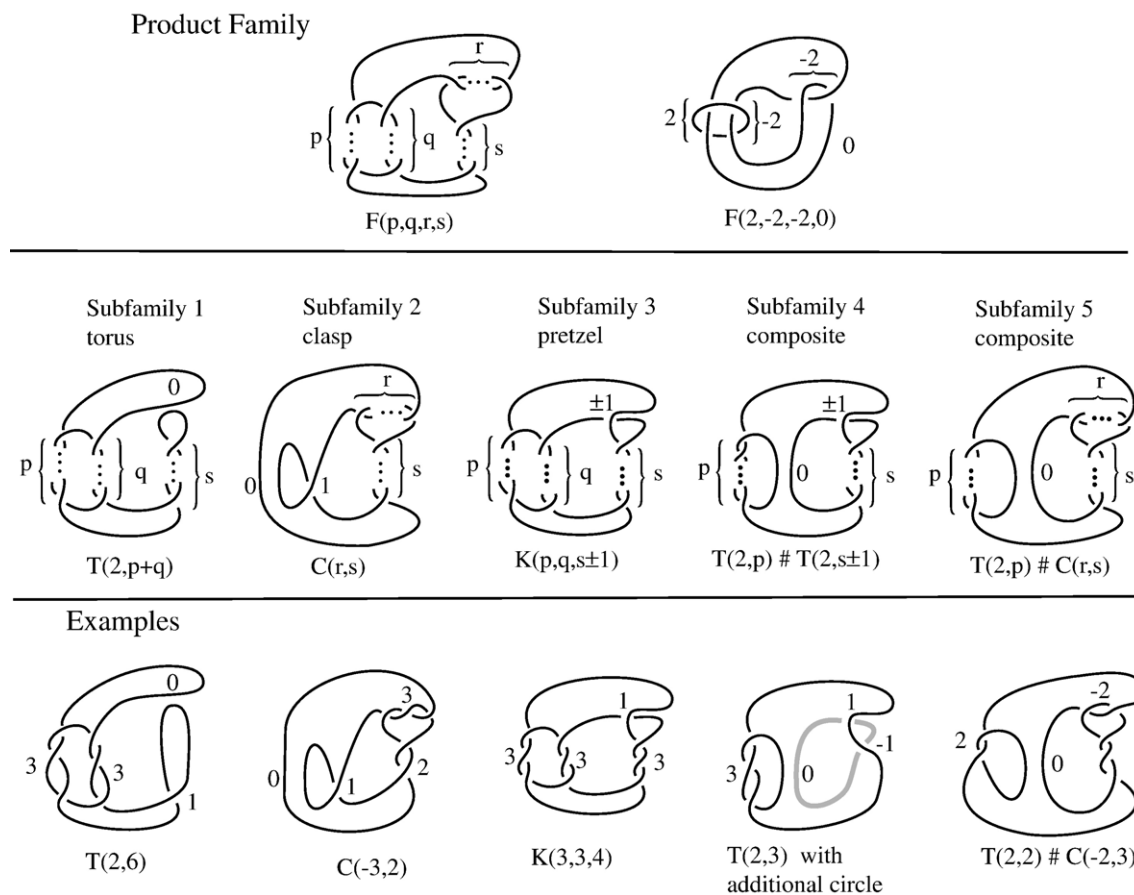 Product Family
r
p
q
s
F(p,q,r,s)
-2
2
-2
0
F(2,-2,-2,0)
Subfamily 1
torus
0
p
q
s
T(2,p+q)
Subfamily 2
clasp
r
0
1
s
C(r,s)
Subfamily 3
pretzel
±1
p
q
s
K(p,q,s±1)
Subfamily 4
composite
±1
p
0
s
T(2,p) # T(2,s±1)
Subfamily 5
composite
r
p
0
s
T(2,p) # C(r,s)
Examples
0
3
3
1
T(2,6)
3
0
1
2
C(-3,2)
1
3
3
3
K(3,3,4)
1
-1
3
0
T(2,3) with
additional circle
-2
2
0
T(2,2) # C(-2,3)